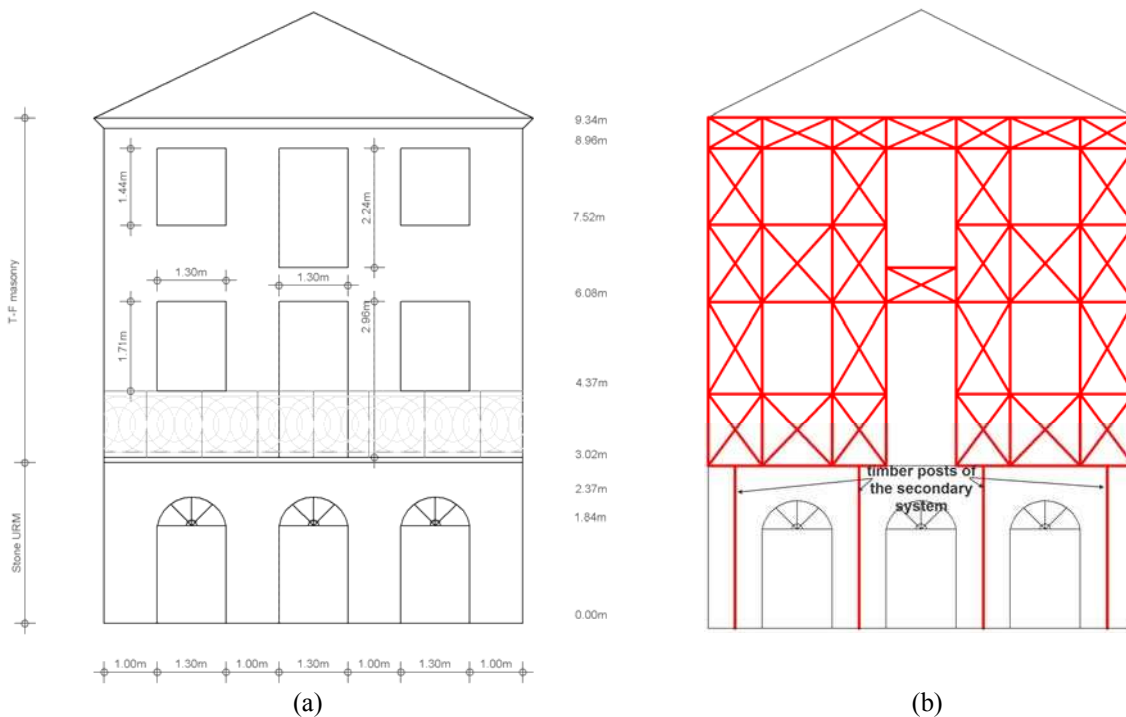 T-F masonry
Stone URM
1.44m
2.24m
1.30m
1.30m
1.71m
2.96m
9.34m
8.96m
7.52m
6.08m
4.37m
3.02m
2.37m
1.84m
0.00m
1.00m 1.30m 1.00m 1.30m 1.00m 1.30m 1.00m
(a)
timber posts of
the secondary
system
(b)